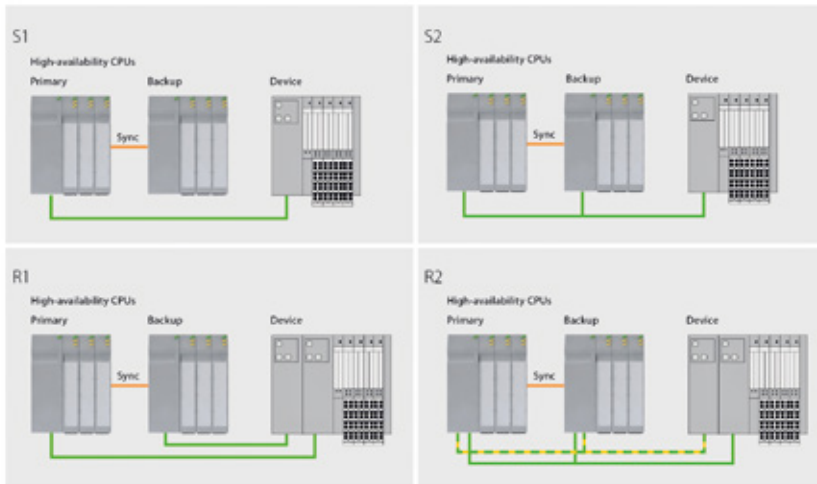 S1
High-availability CPUs
Primary Backup Device
Sync
S2
High-availability CPUs
Primary Backup Device
Sync
R1
High-availability CPUs
Primary Backup Device
Sync
R2
High-availability CPUs
Primary Backup Device
Sync